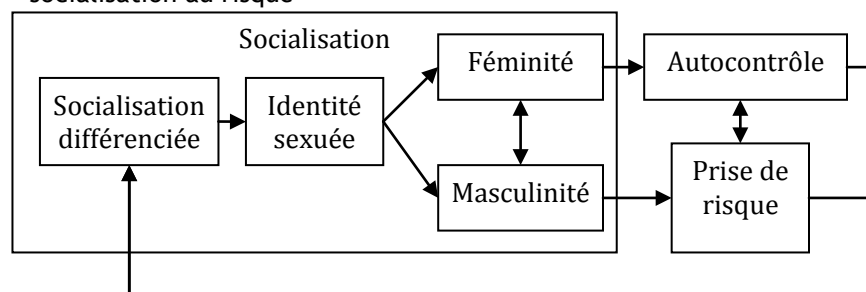 socialisation au risque
Socialisation
Socialisation
différenciée
Identité
sexuée
Féminité
Masculinité
Autocontrôle
Prise de
risque